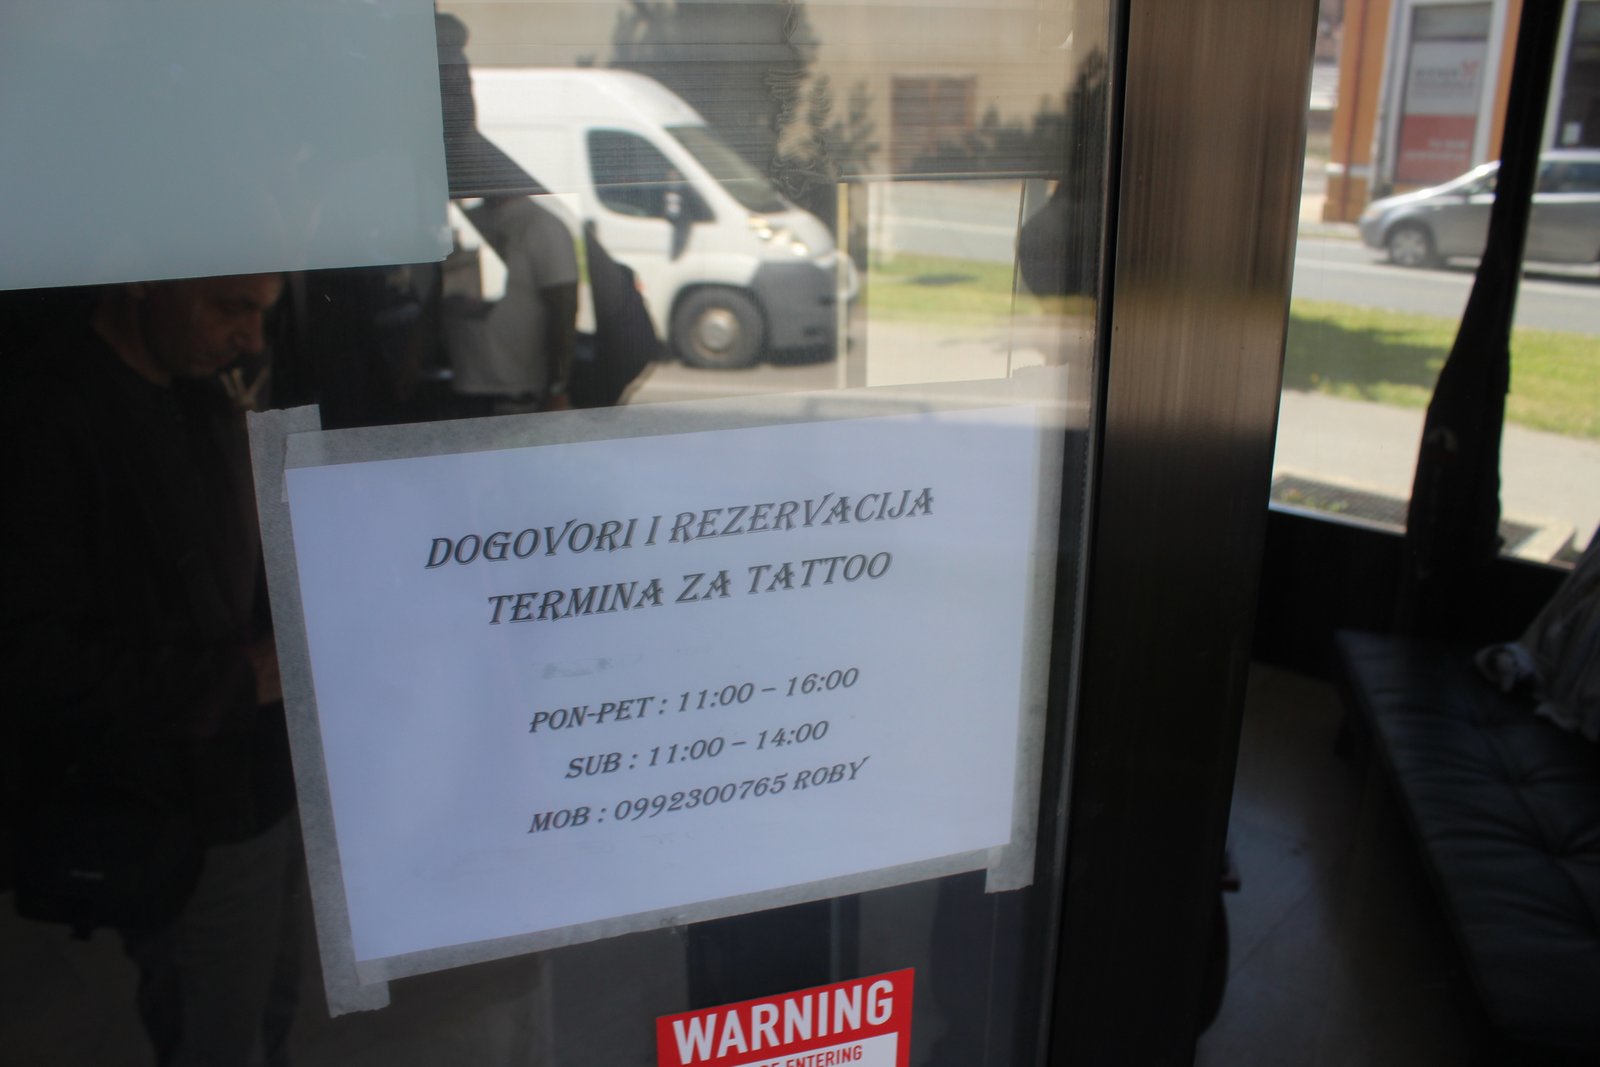 DOGOVORI I REZERVACIJA
TERMINA ZA TATTOO
PON-PET : 11:00 – 16:00
SUB : 11:00 – 14:00
MOB : 0992300765 ROBY
WARNING
ENTERING